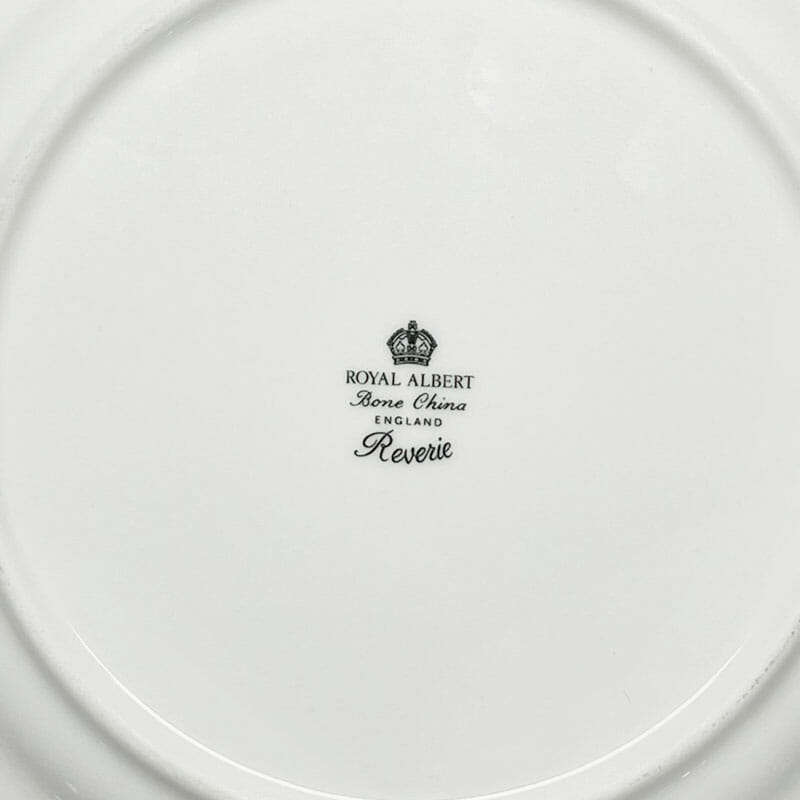 ROYAL ALBERT
Bone China
ENGLAND
Reverie